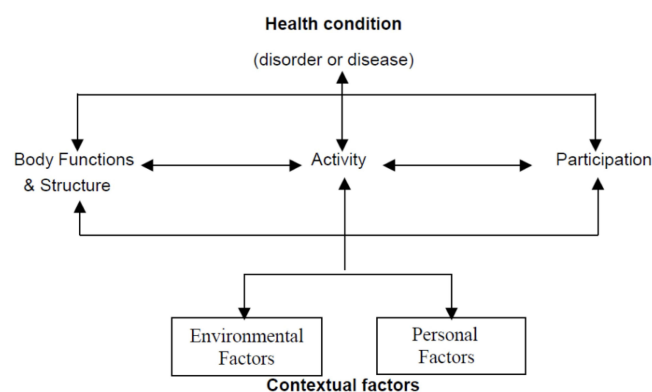 Health condition
(disorder or disease)
Body Functions
& Structure
Activity
Participation
Environmental
Factors
Personal
Factors
Contextual factors